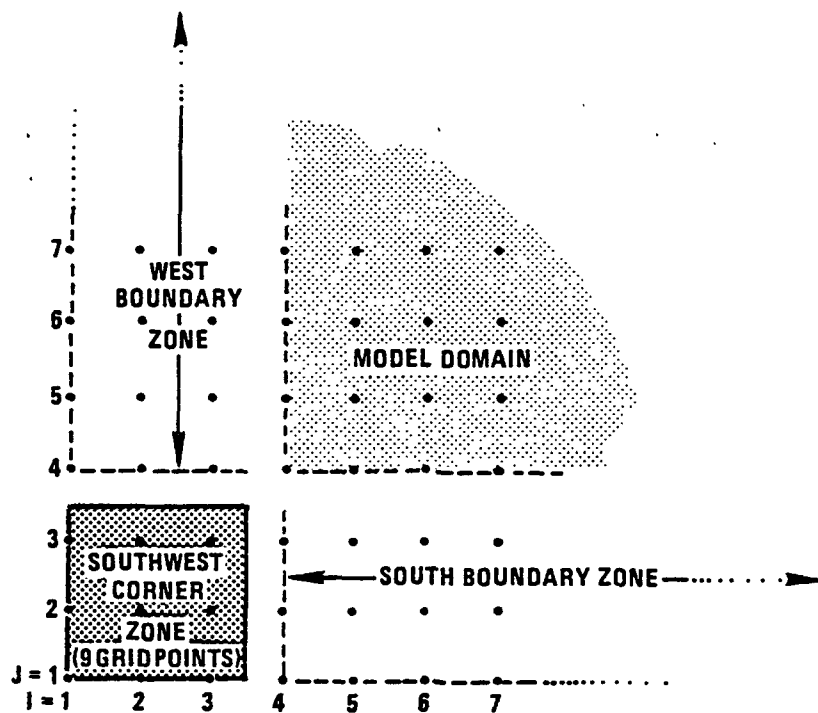 7
WEST
BOUNDARY
6
ZONE
MODEL DOMAIN
5
4
3
SOUTHWEST
CORNER
SOUTH BOUNDARY ZONE
2
ZONE
(9 GRIDPOINTS)
J = 1
I = 1 2 3 4 5 6 7